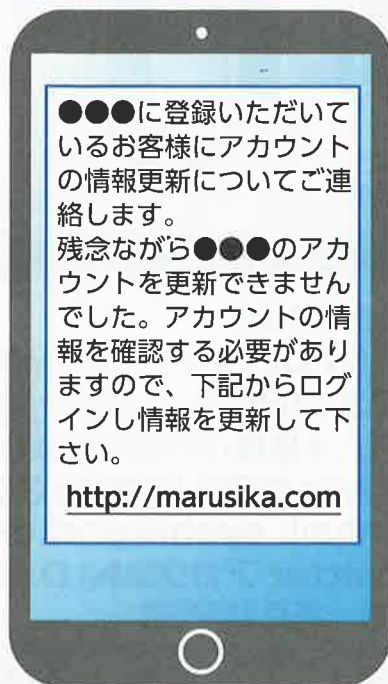 ●●●に登録いただいて
いるお客様にアカウント
の情報更新についてご連
絡します。
残念ながら●●●のアカ
ウントを更新できません
でした。アカウントの情
報を確認する必要があり
ますので、下記からログ
インし情報を更新して下
さい。
http://marusika.com